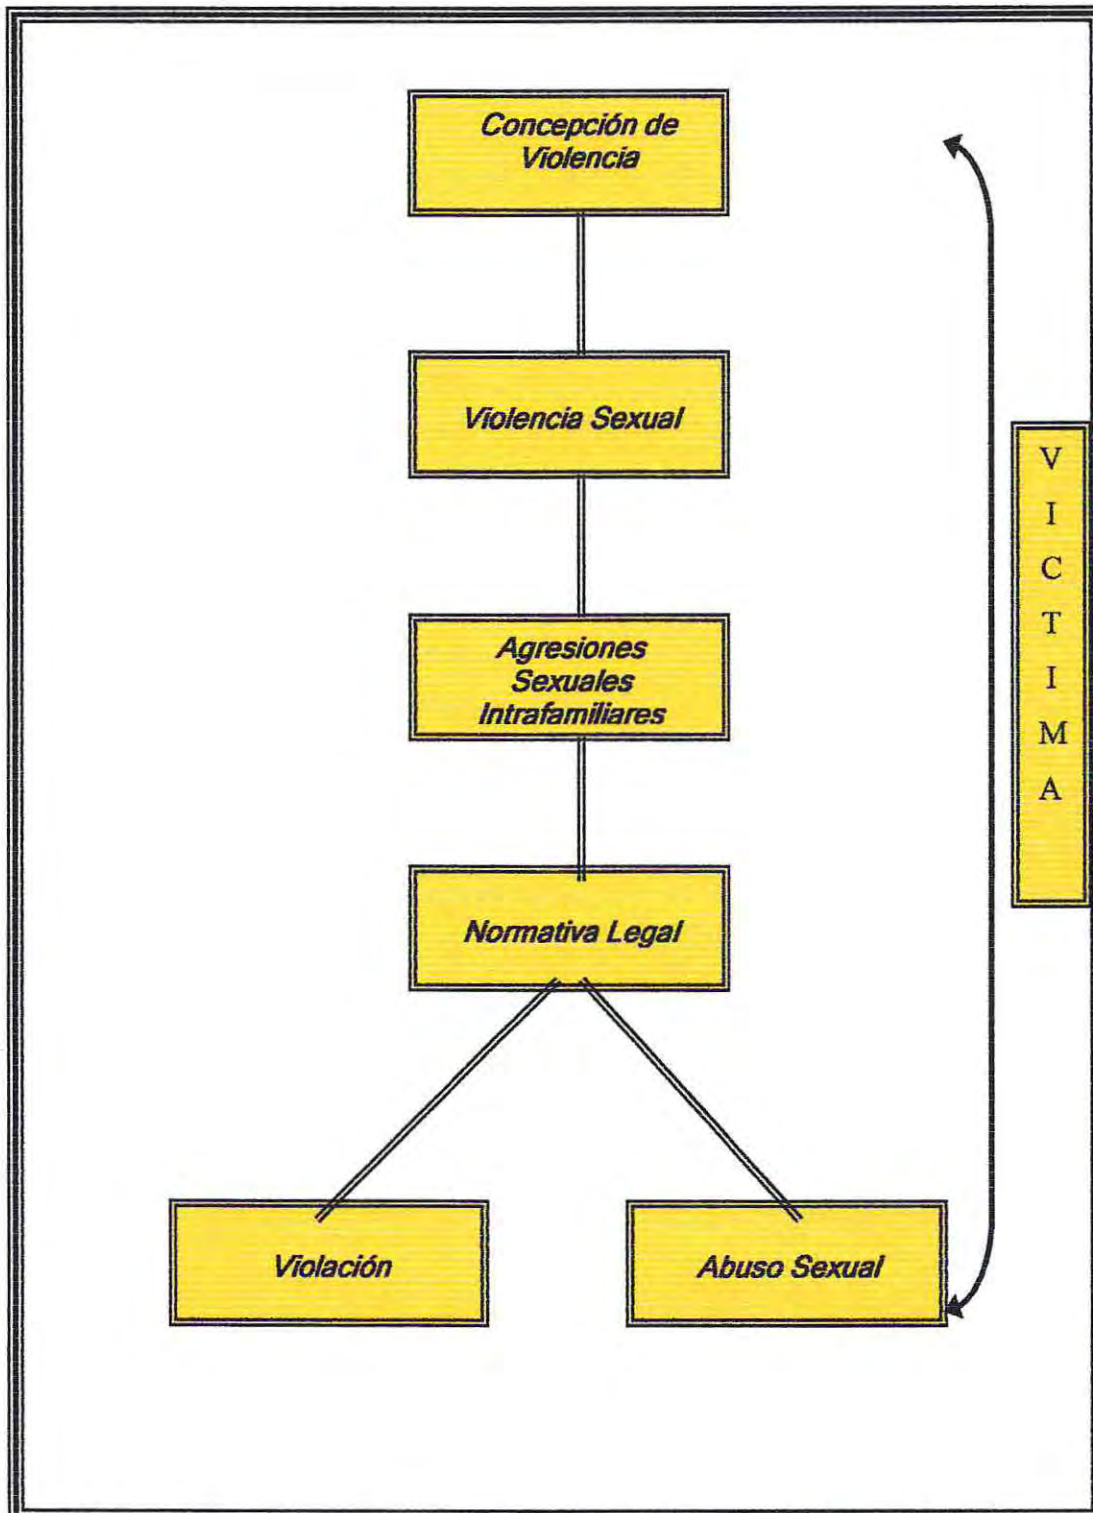 Concepción de
Violencia
Violencia Sexual
Agresiones
Sexuales
Intrafamiliares
Normativa Legal
Violación
Abuso Sexual
V
I
C
T
I
M
A